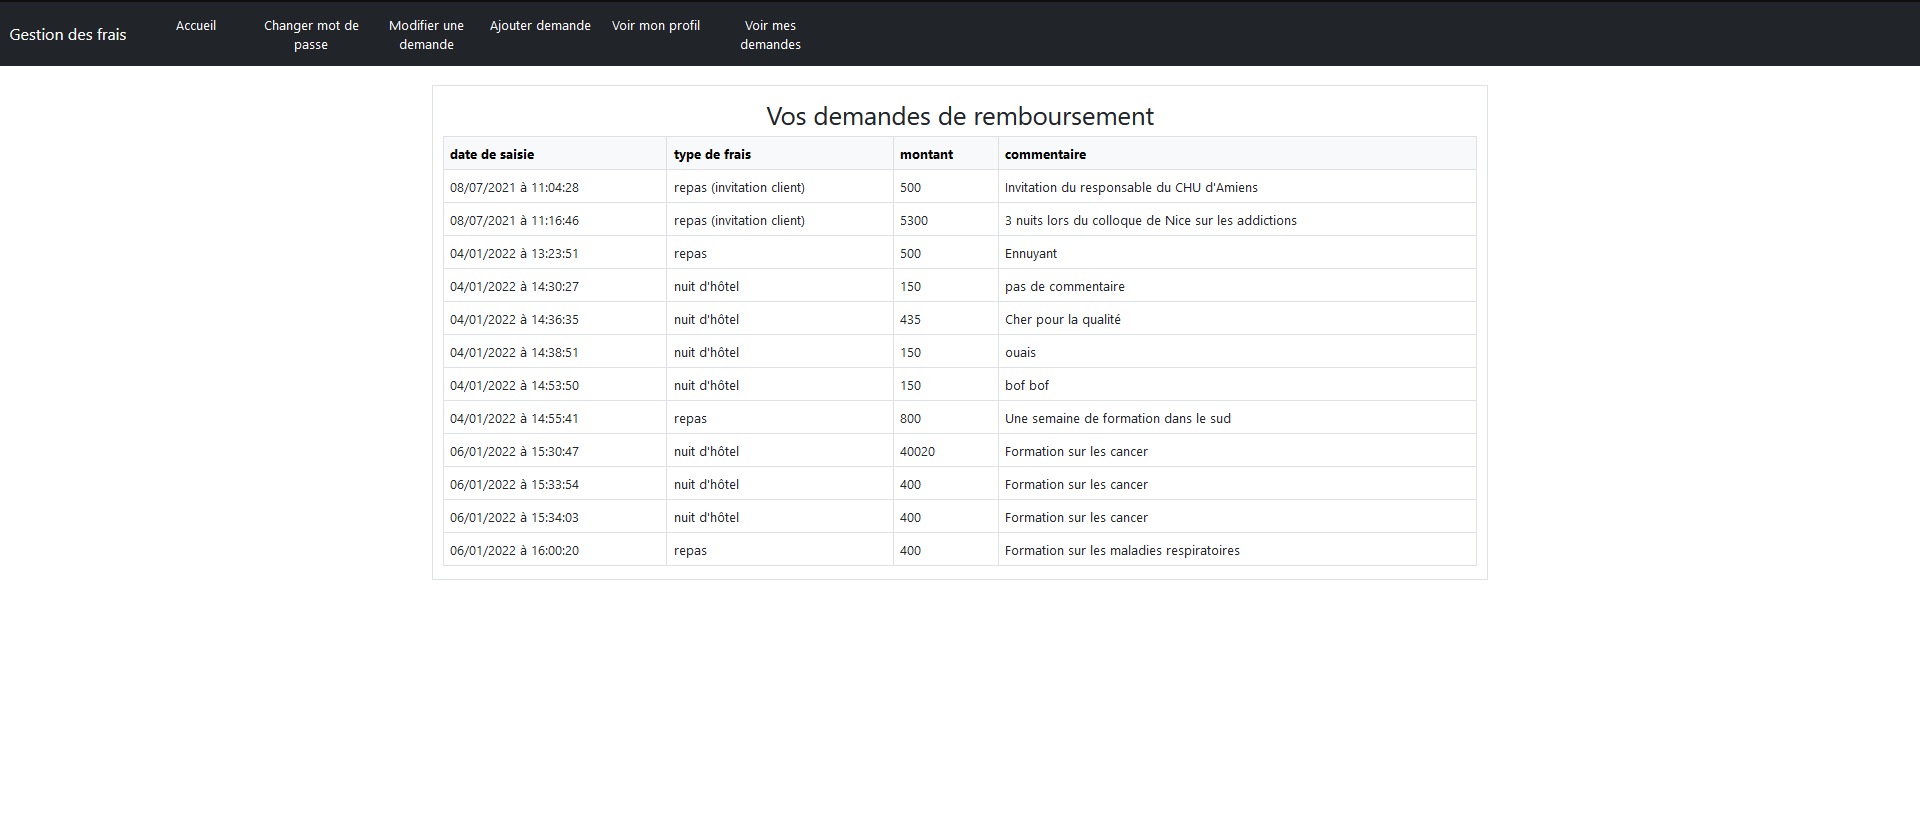 Gestion des frais
Accueil
Changer mot de
passe
Modifier une
demande
Ajouter demande
Voir mon profil
Voir mes
demandes
Vos demandes de remboursement
date de saisie type de frais montant commentaire
08/07/2021 à 11:04:28 repas (invitation client) 500 Invitation du responsable du CHU d'Amiens
08/07/2021 à 11:16:46 repas (invitation client) 5300 3 nuits lors du colloque de Nice sur les addictions
04/01/2022 à 13:23:51 repas 500 Ennuyant
04/01/2022 à 14:30:27 nuit d'hôtel 150 pas de commentaire
04/01/2022 à 14:36:35 nuit d'hôtel 435 Cher pour la qualité
04/01/2022 à 14:38:51 nuit d'hôtel 150 ouais
04/01/2022 à 14:53:50 nuit d'hôtel 150 bof bof
04/01/2022 à 14:55:41 repas 800 Une semaine de formation dans le sud
06/01/2022 à 15:30:47 nuit d'hôtel 40020 Formation sur les cancer
06/01/2022 à 15:33:54 nuit d'hôtel 400 Formation sur les cancer
06/01/2022 à 15:34:03 nuit d'hôtel 400 Formation sur les cancer
06/01/2022 à 16:00:20 repas 400 Formation sur les maladies respiratoires